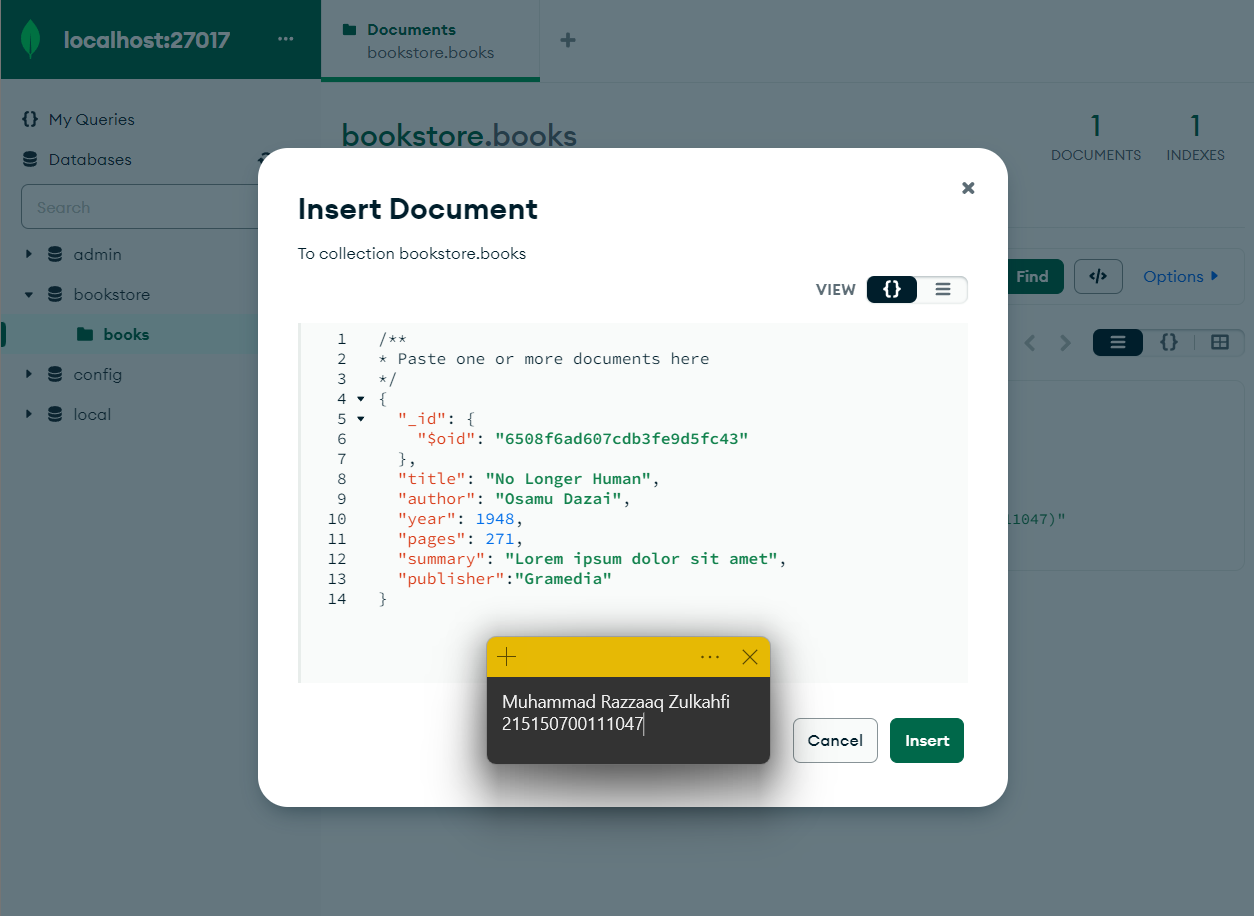 localhost:27017
Documents
bookstore.books
My Queries
Databases
Search
admin
bookstore
books
config
local
bookstore.books
1
DOCUMENTS
1
INDEXES
Find
Options
11047)"
Insert Document
To collection bookstore.books
VIEW
{}
1 /**
2 * Paste one or more documents here
3 */
4 {
5 "_id": {
6 "$oid": "6508f6ad607cdb3fe9d5fc43"
7 },
8 "title": "No Longer Human",
9 "author": "Osamu Dazai",
10 "year": 1948,
11 "pages": 271,
12 "summary": "Lorem ipsum dolor sit amet",
13 "publisher":"Gramedia"
14 }
Muhammad Razzaaq Zulkahfi
215150700111047
Cancel
Insert